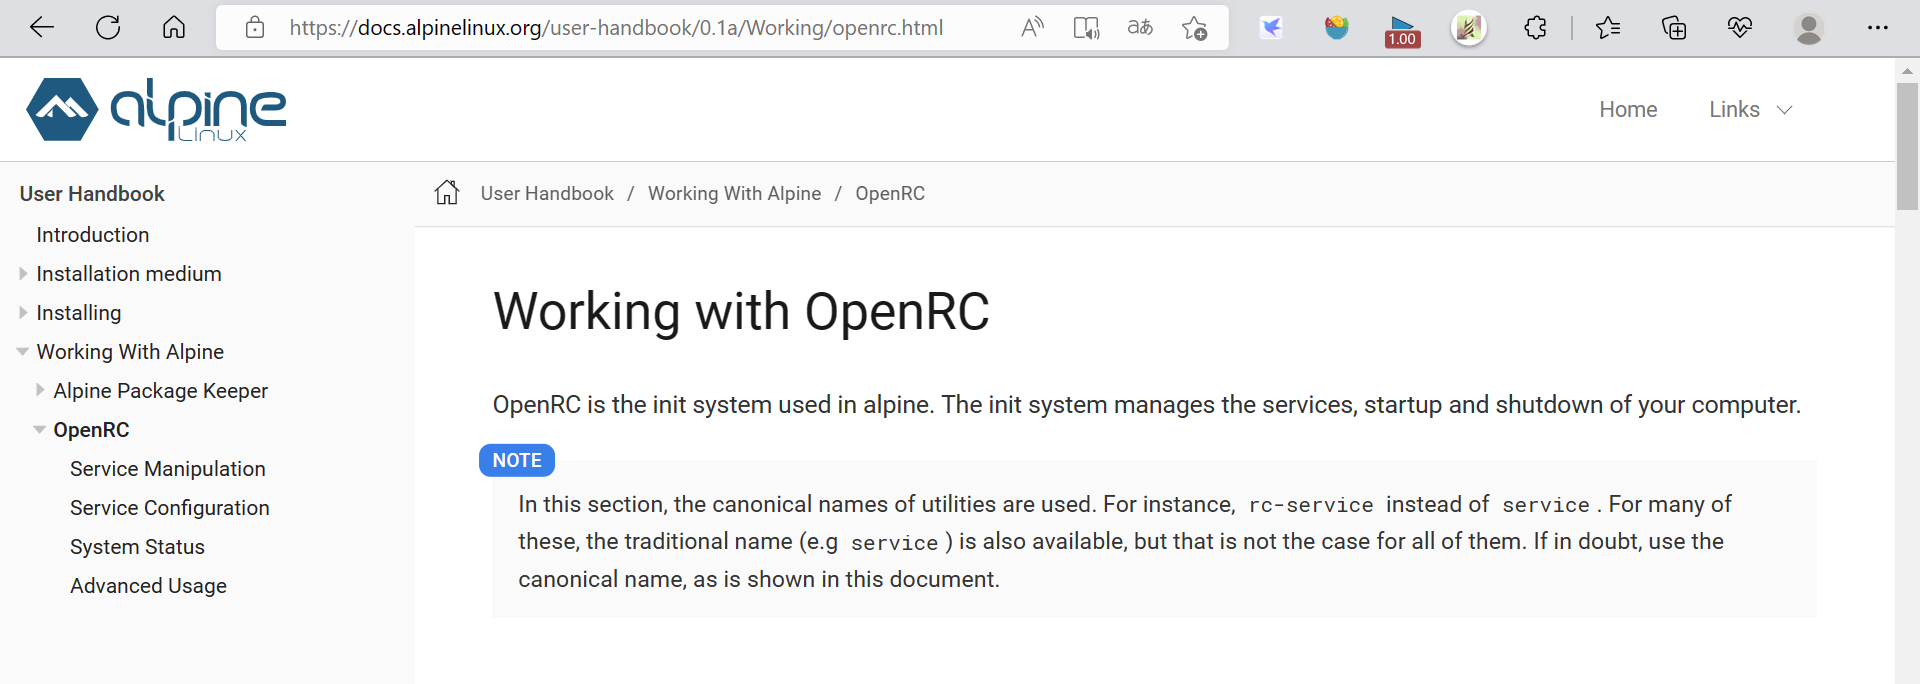 https://docs.alpinelinux.org/user-handbook/0.1a/Working/openrc.html
1.00
alpine
Linux
Home
Links
User Handbook
Introduction
Installation medium
Installing
Working With Alpine
Alpine Package Keeper
OpenRC
Service Manipulation
Service Configuration
System Status
Advanced Usage
User Handbook / Working With Alpine / OpenRC
Working with OpenRC
OpenRC is the init system used in alpine. The init system manages the services, startup and shutdown of your computer.
NOTE
In this section, the canonical names of utilities are used. For instance, rc-service instead of service . For many of
these, the traditional name (e.g service ) is also available, but that is not the case for all of them. If in doubt, use the
canonical name, as is shown in this document.